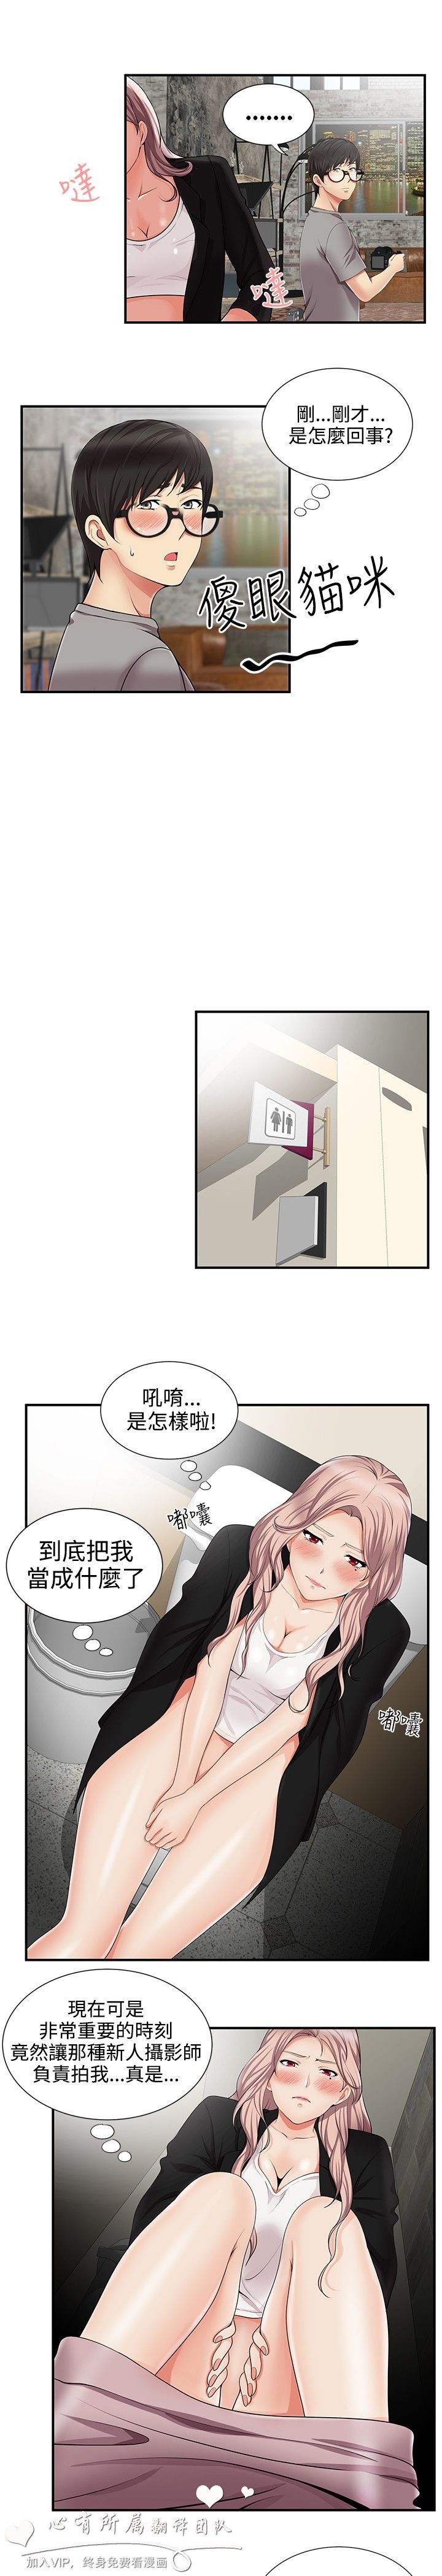 噠
.......
噠
剛...剛才...
是怎麼回事?
傻眼貓咪
吼唷...
是怎樣啦!
嘟囔
到底把我
當成什麼了
嘟囔
現在可是
非常重要的時刻
竟然讓那種新人攝影師
負責拍我...真是...
心有所属翻译团队
加入VIP，终身免费看漫画